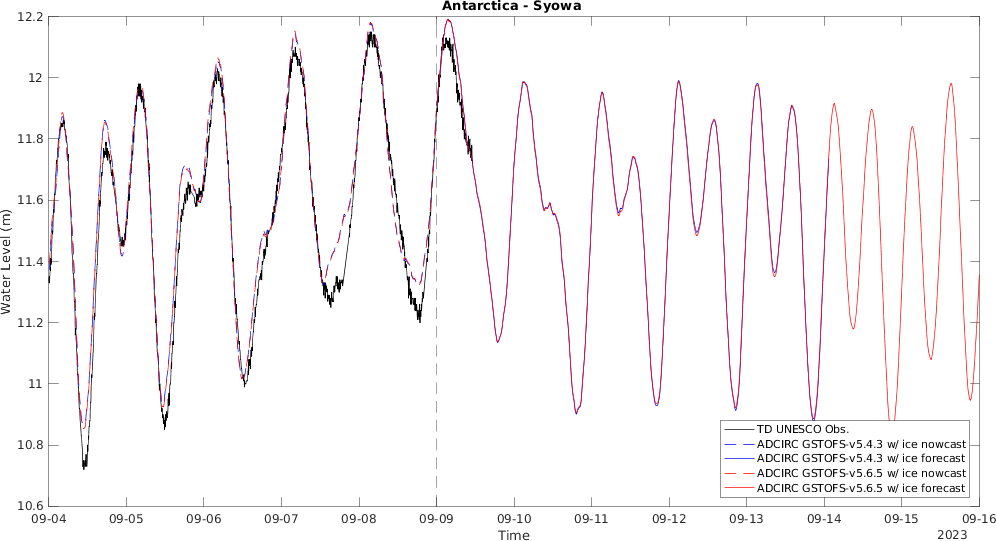 Antarctica - Syowa
12.2
12
11.8
11.6
11.4
11.2
11
10.8
10.6
Water Level (m)
TD UNESCO Obs.
ADCIRC GSTOFS-v5.4.3 w/ ice nowcast
ADCIRC GSTOFS-v5.4.3 w/ ice forecast
ADCIRC GSTOFS-v5.6.5 w/ ice nowcast
ADCIRC GSTOFS-v5.6.5 w/ ice forecast
09-04 09-05 09-06 09-07 09-08 09-09 09-10 09-11 09-12 09-13 09-14 09-15 09-16
Time
2023